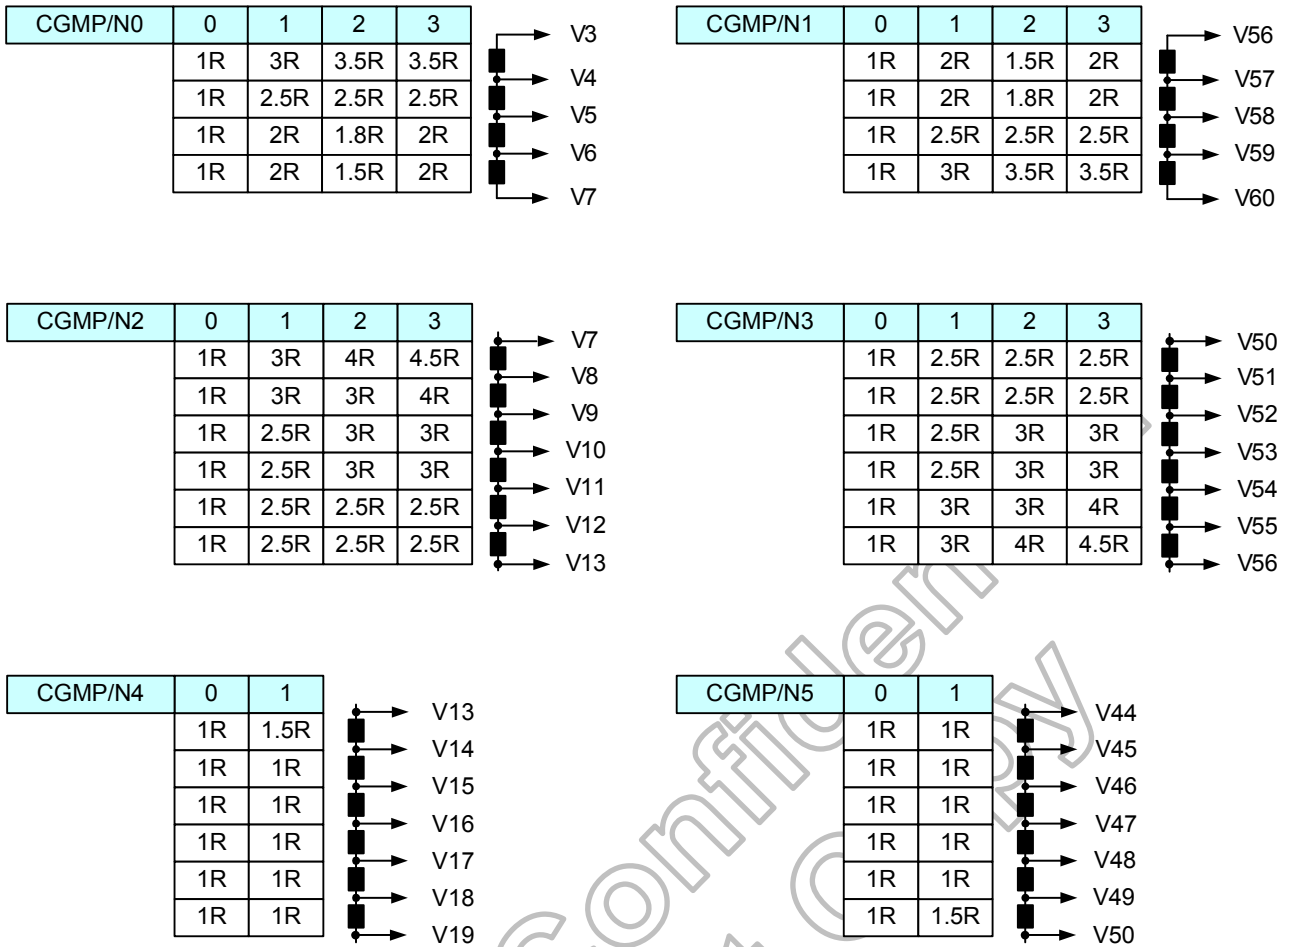 CGMP/N0 0 1 2 3
1R 3R 3.5R 3.5R
1R 2.5R 2.5R 2.5R
1R 2R 1.8R 2R
1R 2R 1.5R 2R
V3
V4
V5
V6
V7
CGMP/N1 0 1 2 3
1R 2R 1.5R 2R
1R 2R 1.8R 2R
1R 2.5R 2.5R 2.5R
1R 3R 3.5R 3.5R
V56
V57
V58
V59
V60
CGMP/N2 0 1 2 3
1R 3R 4R 4.5R
1R 3R 3R 4R
1R 2.5R 3R 3R
1R 2.5R 3R 3R
1R 2.5R 2.5R 2.5R
1R 2.5R 2.5R 2.5R
V7
V8
V9
V10
V11
V12
V13
CGMP/N3 0 1 2 3
1R 2.5R 2.5R 2.5R
1R 2.5R 2.5R 2.5R
1R 2.5R 3R 3R
1R 2.5R 3R 3R
1R 3R 3R 4R
1R 3R 4R 4.5R
V50
V51
V52
V53
V54
V55
V56
CGMP/N4 0 1
1R 1.5R
1R 1R
1R 1R
1R 1R
1R 1R
1R 1R
V13
V14
V15
V16
V17
V18
V19
CGMP/N5 0 1
1R 1R
1R 1R
1R 1R
1R 1R
1R 1R
1R 1.5R
V44
V45
V46
V47
V48
V49
V50